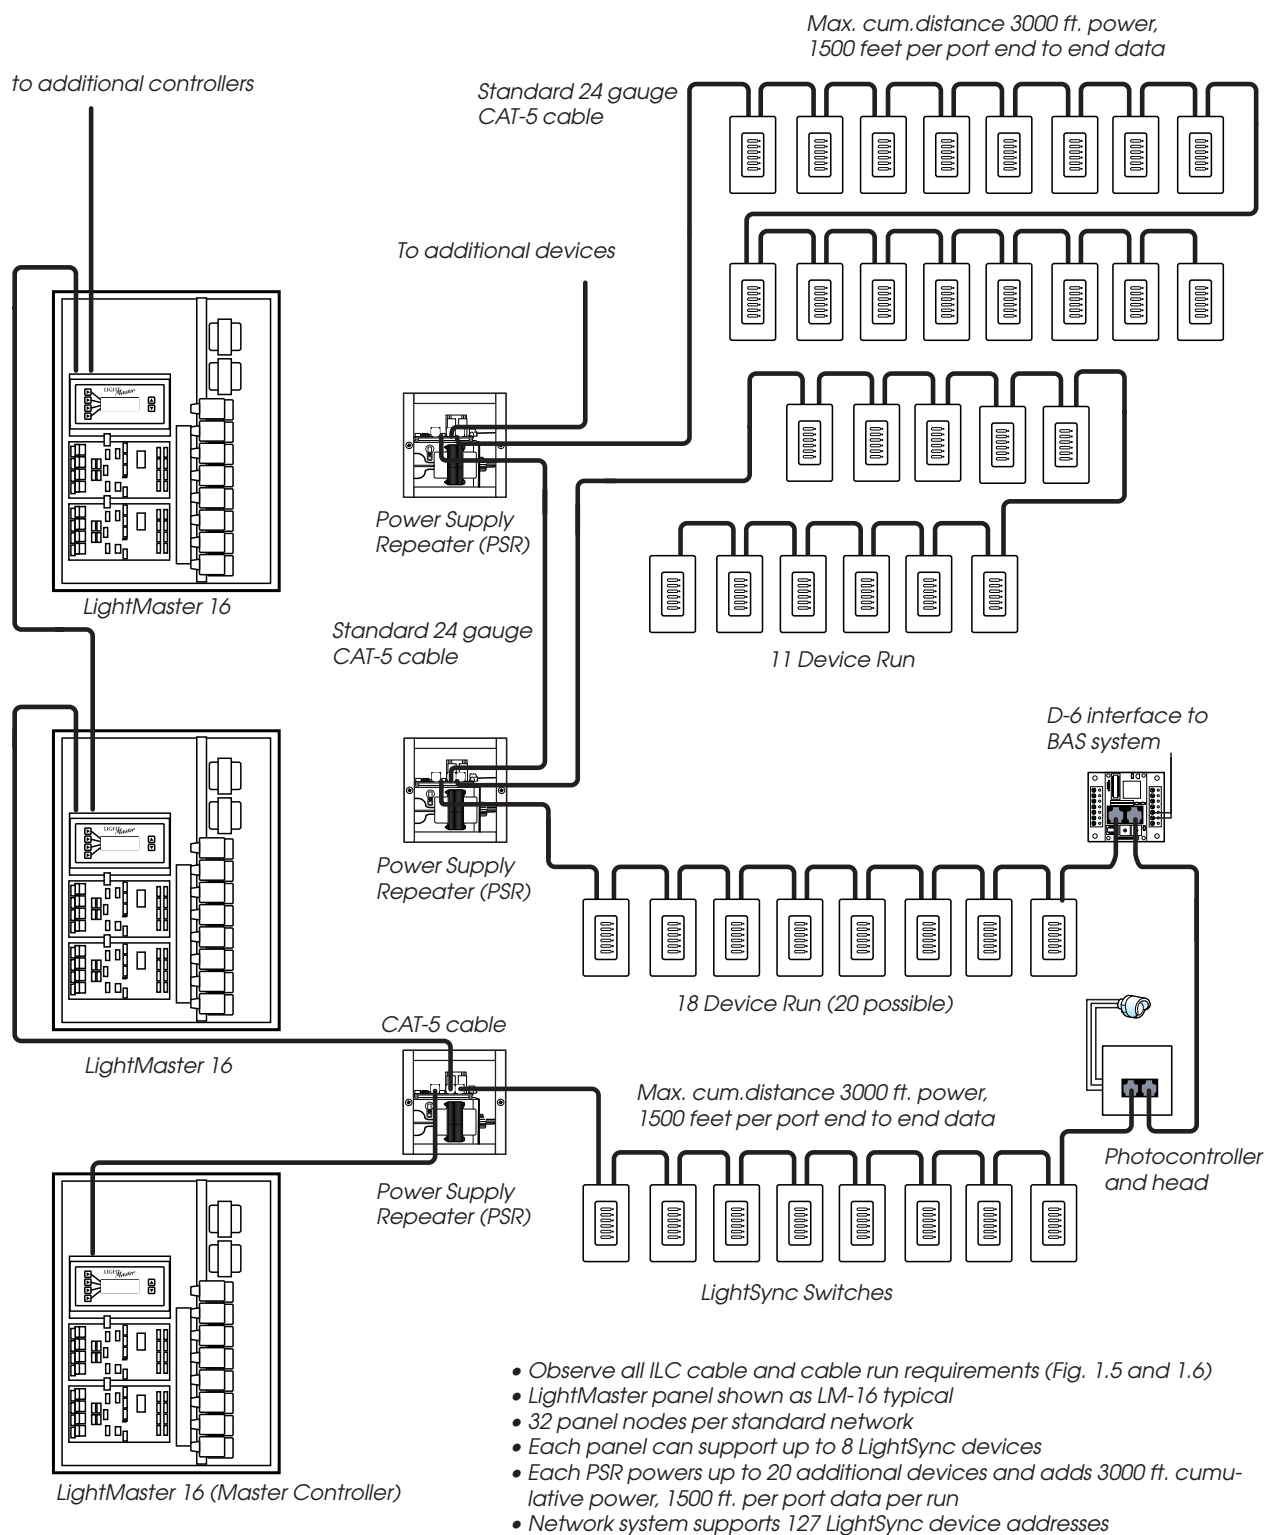 Max. cum.distance 3000 ft. power,
1500 feet per port end to end data
to additional controllers
Standard 24 gauge
CAT-5 cable
To additional devices
LIGHT Master
Power Supply
Repeater (PSR)
LightMaster 16
Standard 24 gauge
CAT-5 cable
11 Device Run
D-6 interface to
BAS system
LIGHT Master
Power Supply
Repeater (PSR)
18 Device Run (20 possible)
CAT-5 cable
LightMaster 16
Max. cum.distance 3000 ft. power,
1500 feet per port end to end data
Photocontroller
and head
Power Supply
Repeater (PSR)
LIGHT Master
LightSync Switches
LightMaster 16 (Master Controller)
• Observe all ILC cable and cable run requirements (Fig. 1.5 and 1.6)
• LightMaster panel shown as LM-16 typical
• 32 panel nodes per standard network
• Each panel can support up to 8 LightSync devices
• Each PSR powers up to 20 additional devices and adds 3000 ft. cumu-
lative power, 1500 ft. per port data per run
• Network system supports 127 LightSync device addresses